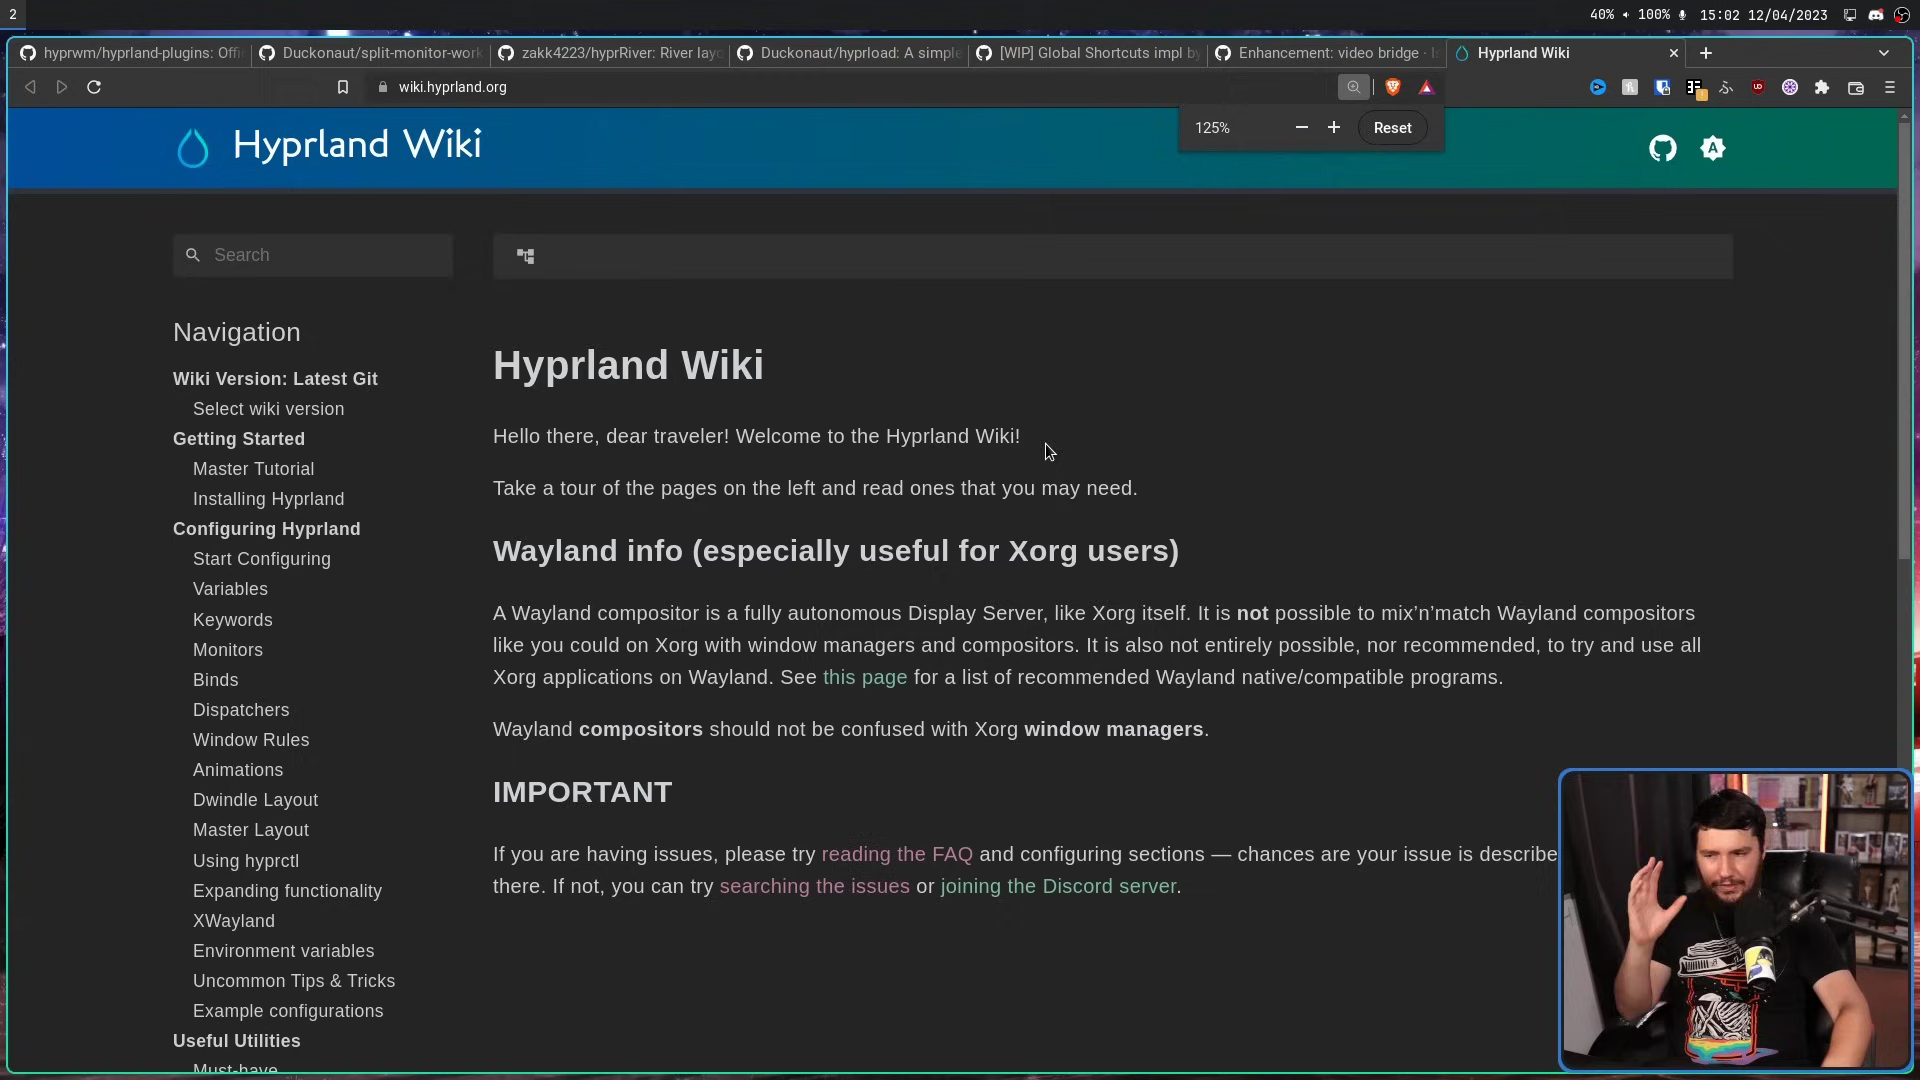 2
40% 100% 15:02 12/04/2023
hyprwm/hyprland-plugins: Offi
Duckonaut/split-monitor-work
zakk4223/hyprRiver: River layo
Duckonaut/hyprload: A simple
[WIP] Global Shortcuts impl by
Enhancement: video bridge · Is
Hyprland Wiki
wiki.hyprland.org
125%
Reset
Hyprland Wiki
Search
Navigation
Wiki Version: Latest Git
Select wiki version
Getting Started
Master Tutorial
Installing Hyprland
Configuring Hyprland
Start Configuring
Variables
Keywords
Monitors
Binds
Dispatchers
Window Rules
Animations
Dwindle Layout
Master Layout
Using hyprctl
Expanding functionality
XWayland
Environment variables
Uncommon Tips & Tricks
Example configurations
Useful Utilities
Must-have
Hyprland Wiki
Hello there, dear traveler! Welcome to the Hyprland Wiki!
Take a tour of the pages on the left and read ones that you may need.
Wayland info (especially useful for Xorg users)
A Wayland compositor is a fully autonomous Display Server, like Xorg itself. It is not possible to mix’n’match Wayland compositors
like you could on Xorg with window managers and compositors. It is also not entirely possible, nor recommended, to try and use all
Xorg applications on Wayland. See this page for a list of recommended Wayland native/compatible programs.
Wayland compositors should not be confused with Xorg window managers.
IMPORTANT
If you are having issues, please try reading the FAQ and configuring sections — chances are your issue is describe
there. If not, you can try searching the issues or joining the Discord server.